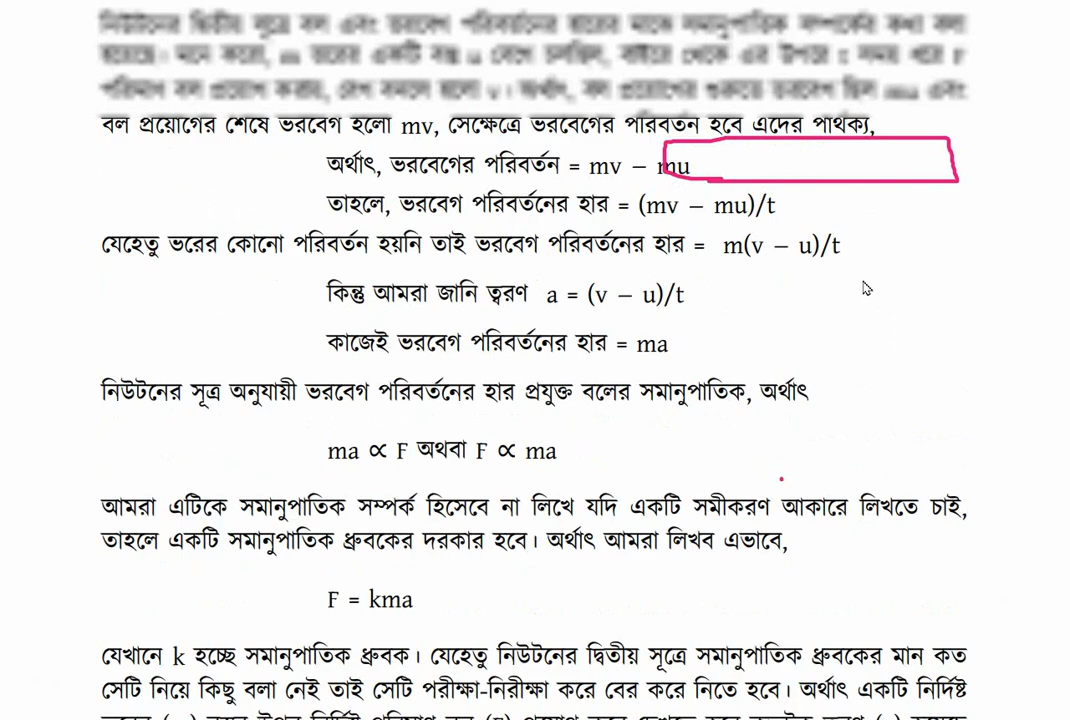 বল প্রয়োগের শেষে ভরবেগ হলো mv, সেক্ষেত্রে ভরবেগের পরিবর্তন হবে এদের পার্থক্য,
অর্থাৎ, ভরবেগের পরিবর্তন = mv – mu
তাহলে, ভরবেগ পরিবর্তনের হার = (mv – mu)/t
যেহেতু ভরের কোনো পরিবর্তন হয়নি তাই ভরবেগ পরিবর্তনের হার = m(v – u)/t
কিন্তু আমরা জানি ত্বরণ a = (v – u)/t
কাজেই ভরবেগ পরিবর্তনের হার = ma
নিউটনের সূত্র অনুযায়ী ভরবেগ পরিবর্তনের হার প্রযুক্ত বলের সমানুপাতিক, অর্থাৎ
ma ∝ F অথবা F ∝ ma
আমরা এটিকে সমানুপাতিক সম্পর্ক হিসেবে না লিখে যদি একটি সমীকরণ আকারে লিখতে চাই,
তাহলে একটি সমানুপাতিক ধ্রুবকের দরকার হবে। অর্থাৎ আমরা লিখব এভাবে,
F = kma
যেখানে k হচ্ছে সমানুপাতিক ধ্রুবক। যেহেতু নিউটনের দ্বিতীয় সূত্রে সমানুপাতিক ধ্রুবকের মান কত
সেটি নিয়ে কিছু বলা নেই তাই সেটি পরীক্ষা-নিরীক্ষা করে বের করে নিতে হবে। অর্থাৎ একটি নির্দিষ্ট